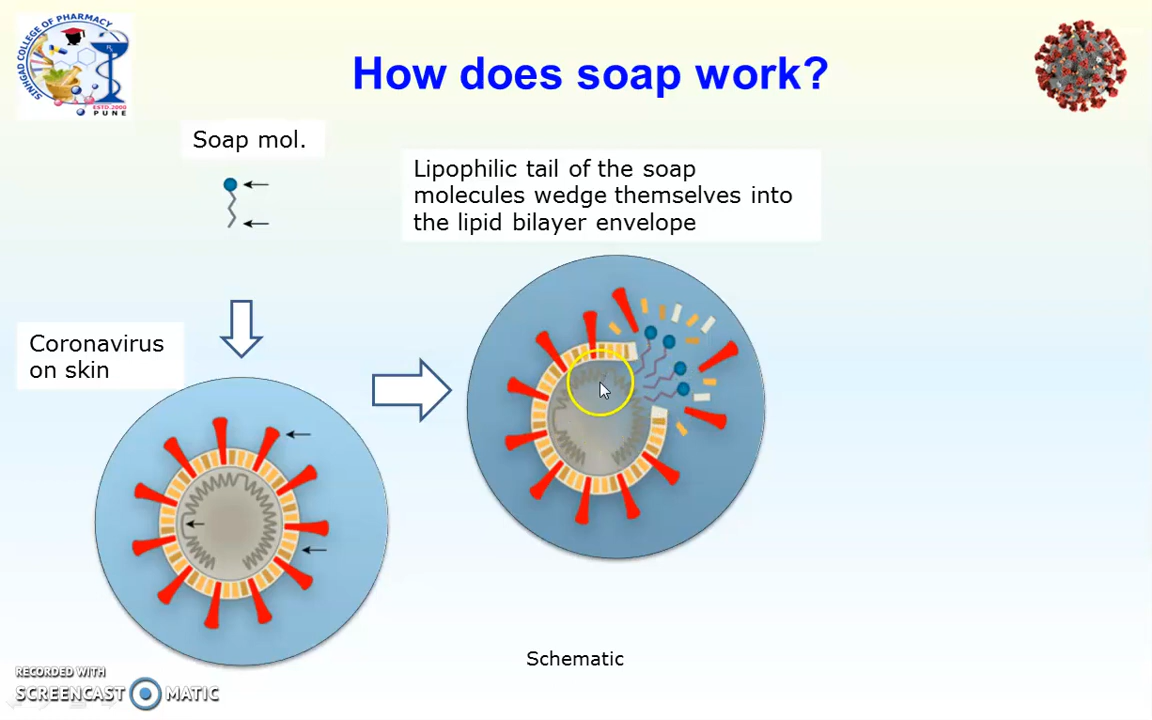 SINHGAD COLLEGE OF PHARMACY
ESTD.2000
PUNE
How does soap work?
Soap mol.
Lipophilic tail of the soap
molecules wedge themselves into
the lipid bilayer envelope
Coronavirus
on skin
Schematic
RECORDED WITH
SCREENCAST MATIC